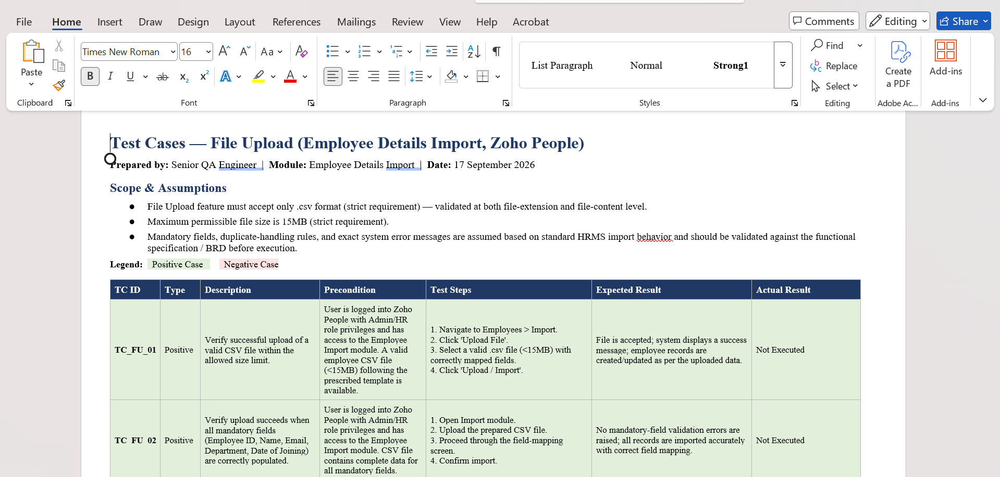 File Home Insert Draw Design Layout References Mailings Review View Help Acrobat Comments Editing Share
Paste
Clipboard
Times New Roman 16 Aa
B I U ab x2 x2 A A
Font
Paragraph
List Paragraph Normal Strong1
Styles
Find
Replace
Select
Editing
Create
a PDF
Adobe Ac...
Add-ins
Add-ins
Test Cases — File Upload (Employee Details Import, Zoho People)
Prepared by: Senior QA Engineer | Module: Employee Details Import | Date: 17 September 2026
Scope & Assumptions
● File Upload feature must accept only .csv format (strict requirement) — validated at both file-extension and file-content level.
● Maximum permissible file size is 15MB (strict requirement).
● Mandatory fields, duplicate-handling rules, and exact system error messages are assumed based on standard HRMS import behavior and should be validated against the functional
specification / BRD before execution.
Legend: Positive Case Negative Case
TC ID Type Description Precondition Test Steps Expected Result Actual Result
TC_FU_01
Positive
Verify successful upload of a
valid CSV file within the
allowed size limit.
User is logged into Zoho
People with Admin/HR
role privileges and has
access to the Employee
Import module. A valid
employee CSV file
(<15MB) following the
prescribed template is
available.
1. Navigate to Employees > Import.
2. Click 'Upload File'.
3. Select a valid .csv file (<15MB) with
correctly mapped fields.
4. Click 'Upload / Import'.
File is accepted; system displays a success
message; employee records are
created/updated as per the uploaded data.
Not Executed
TC_FU_02
Positive
Verify upload succeeds when
all mandatory fields
(Employee ID, Name, Email,
Department, Date of Joining)
are correctly populated.
User is logged into Zoho
People with Admin/HR
role privileges and has
access to the Employee
Import module. CSV file
contains complete data for
all mandatory fields.
1. Open Import module.
2. Upload the prepared CSV file.
3. Proceed through the field-mapping
screen.
4. Confirm import.
No mandatory-field validation errors are
raised; all records are imported accurately
with correct field mapping.
Not Executed